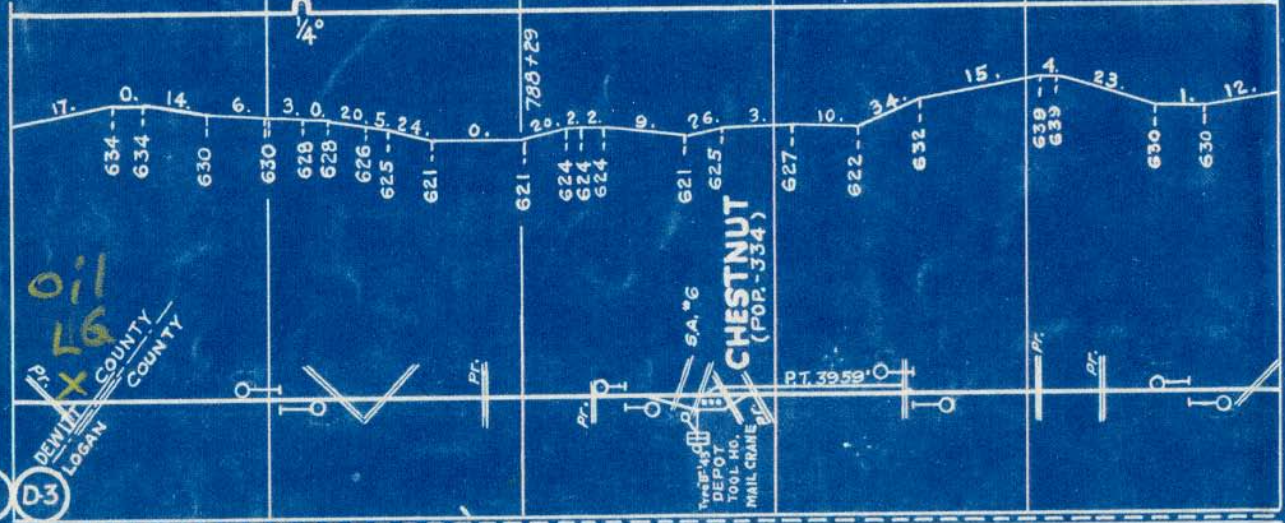 1/4°
788+29
17. 0. 14. 6. 3. 0. 20. 5. 24. 0. 20. 2. 2. 9. 26. 3. 10. 34. 15. 4. 23. 1. 12.
634 634 630 630 628 628 626 625 621 621 624 624 624 621 625 627 622 632 638 639 630 630
Oil
LG
X
Pr.
DEWITT COUNTY
LOGAN COUNTY
Pr.
Pr.
S.A. #6
CHESTNUT
(POP.-334)
P.T. 3959'
Pr.
Pr.
DEPOT
TOOL HO.
MAIL CRANE
D-3